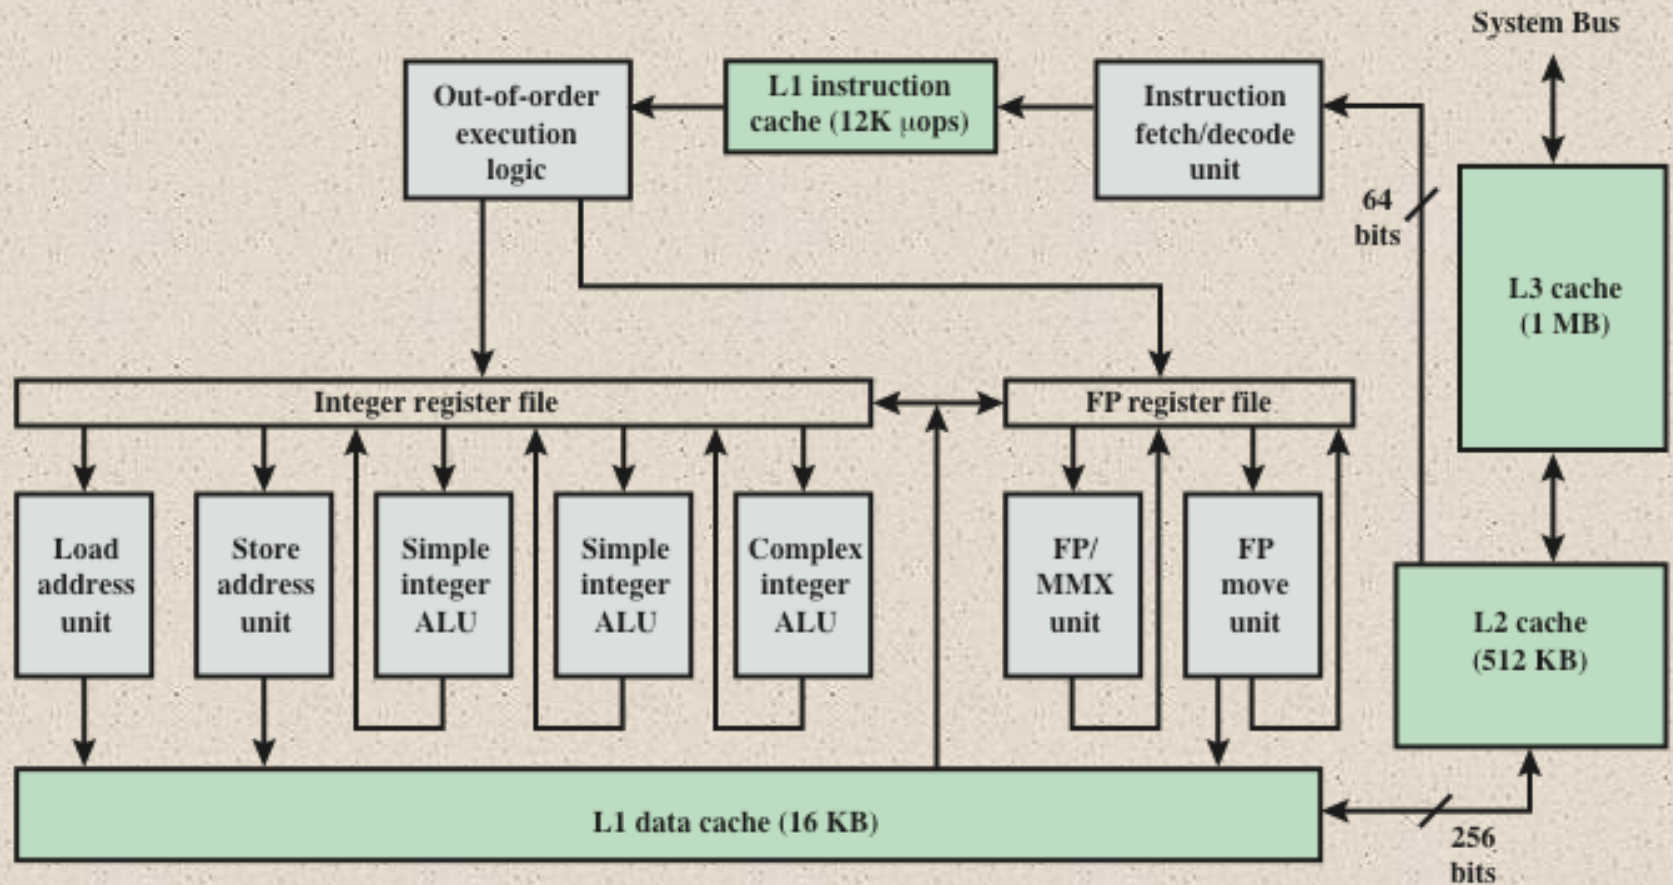 System Bus
Out-of-order
execution
logic
L1 instruction
cache (12K μops)
Instruction
fetch/decode
unit
64
bits
L3 cache
(1 MB)
Integer register file
FP register file
Load
address
unit
Store
address
unit
Simple
integer
ALU
Simple
integer
ALU
Complex
integer
ALU
FP/
MMX
unit
FP
move
unit
L2 cache
(512 KB)
L1 data cache (16 KB)
256
bits